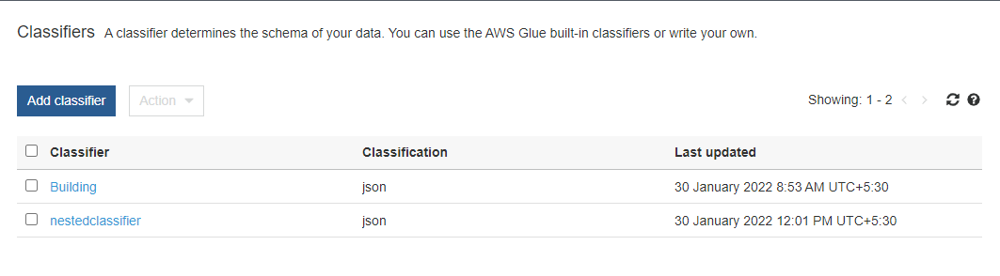 Classifiers A classifier determines the schema of your data. You can use the AWS Glue built-in classifiers or write your own.
Add classifier Action Showing: 1 - 2
Classifier Classification Last updated
Building json 30 January 2022 8:53 AM UTC+5:30
nestedclassifier json 30 January 2022 12:01 PM UTC+5:30